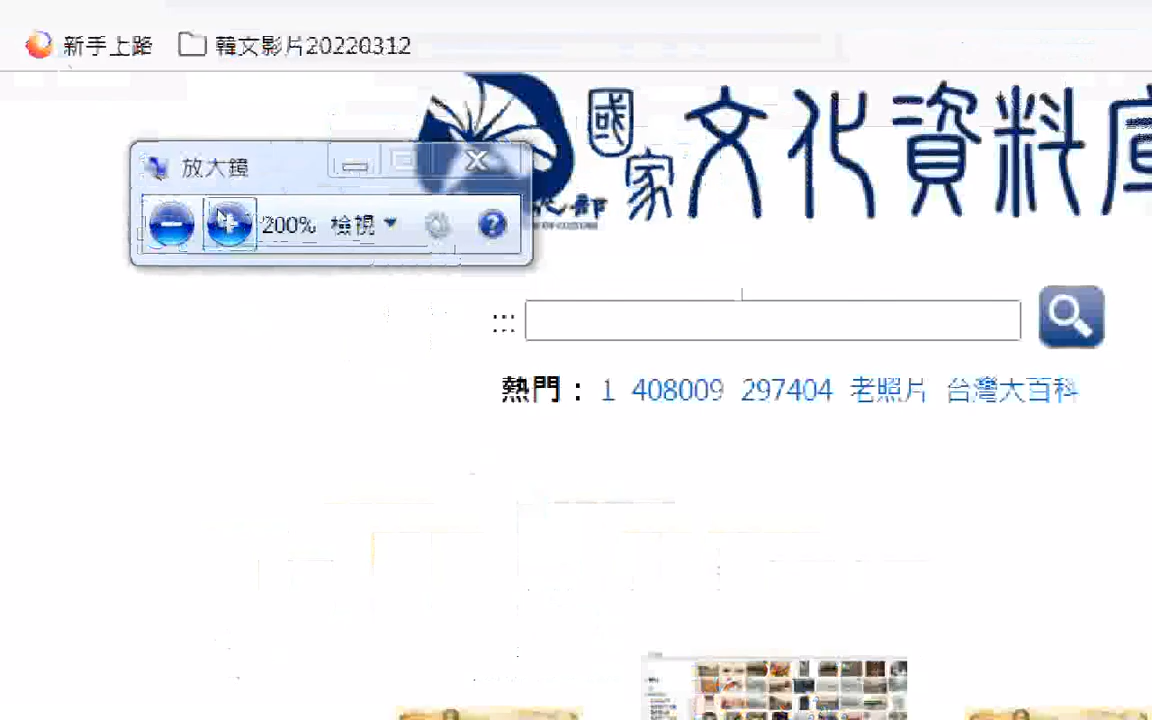 新手上路 韓文影片20220312
國家文化資料庫
放大鏡
200% 檢視
:::
熱門： 1 408009 297404 老照片 台灣大百科